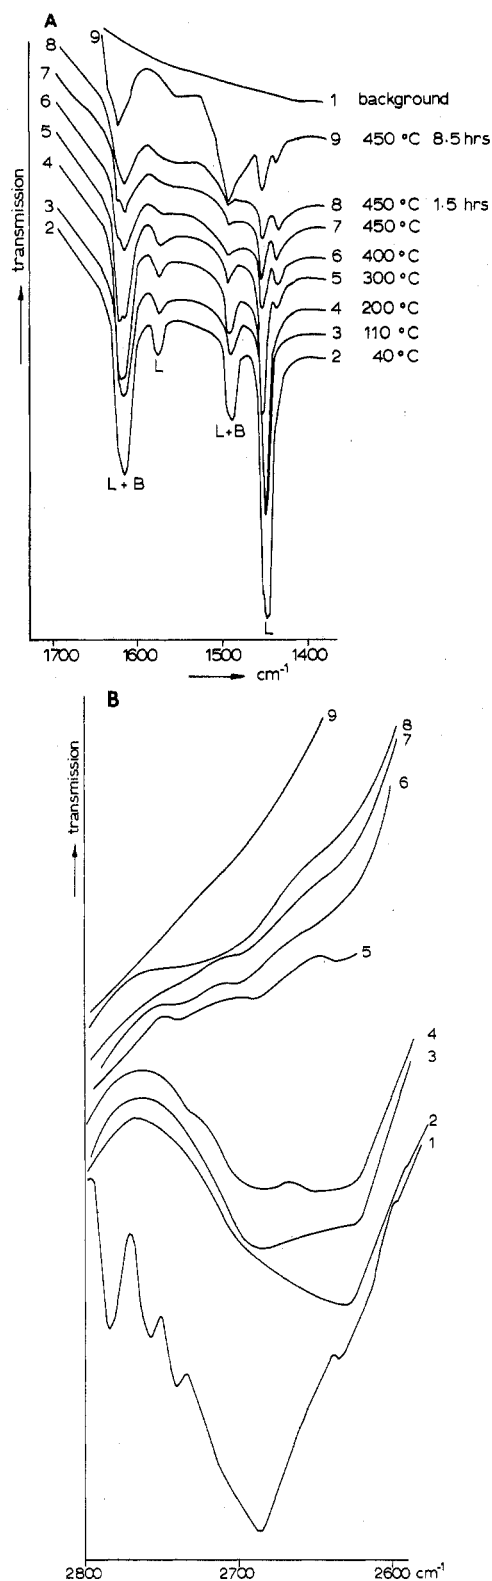 A
transmission
8
9
7
6
5
4
3
2
1 background
9 450 °C 8·5 hrs
8 450 °C 1·5 hrs
7 450 °C
6 400 °C
5 300 °C
4 200 °C
3 110 °C
2 40 °C
L
L+B
L + B
L
1700 1600 1500 1400
cm⁻¹
B
transmission
9
8
7
6
5
4
3
2
1
2800 2700 2600 cm⁻¹